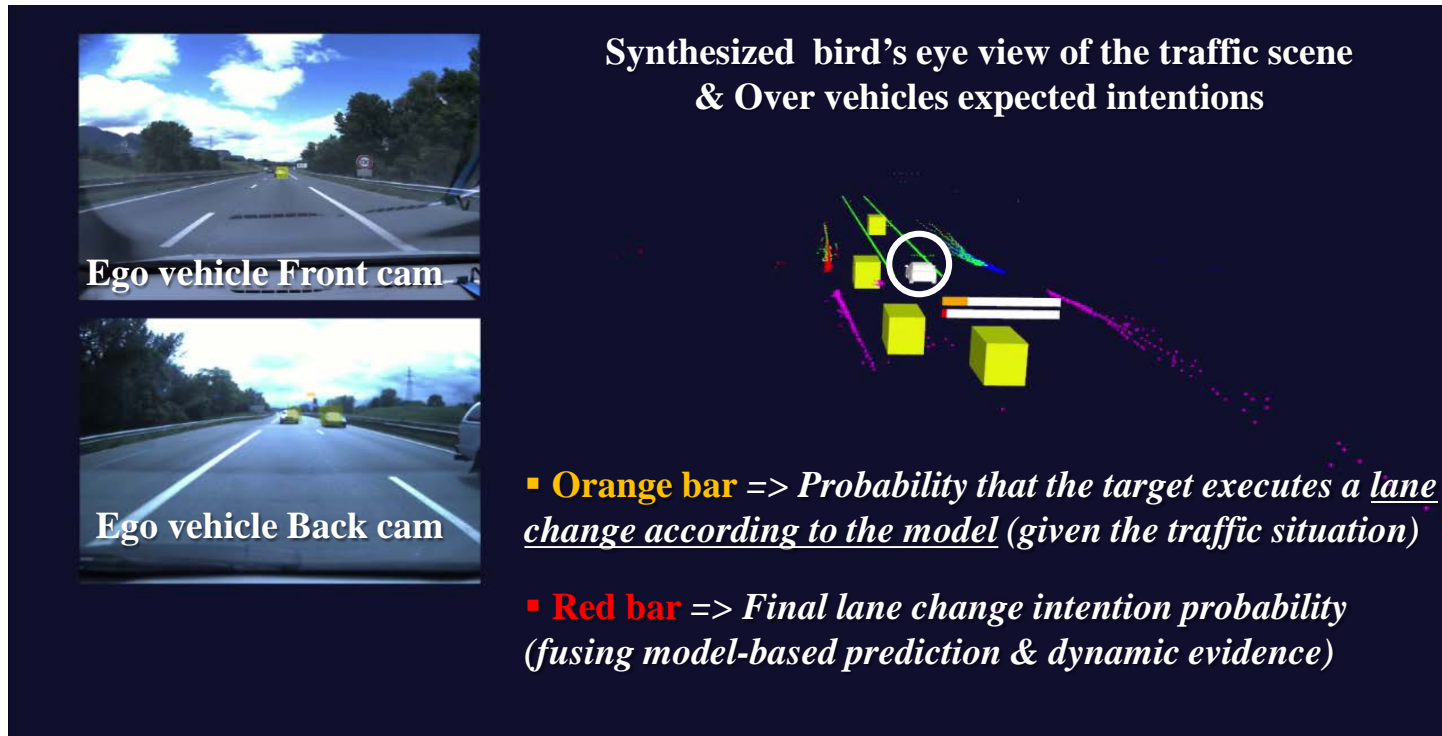 Synthesized bird's eye view of the traffic scene
& Over vehicles expected intentions
Ego vehicle Front cam
Ego vehicle Back cam
▪ Orange bar => Probability that the target executes a lane
change according to the model (given the traffic situation)
▪ Red bar => Final lane change intention probability
(fusing model-based prediction & dynamic evidence)